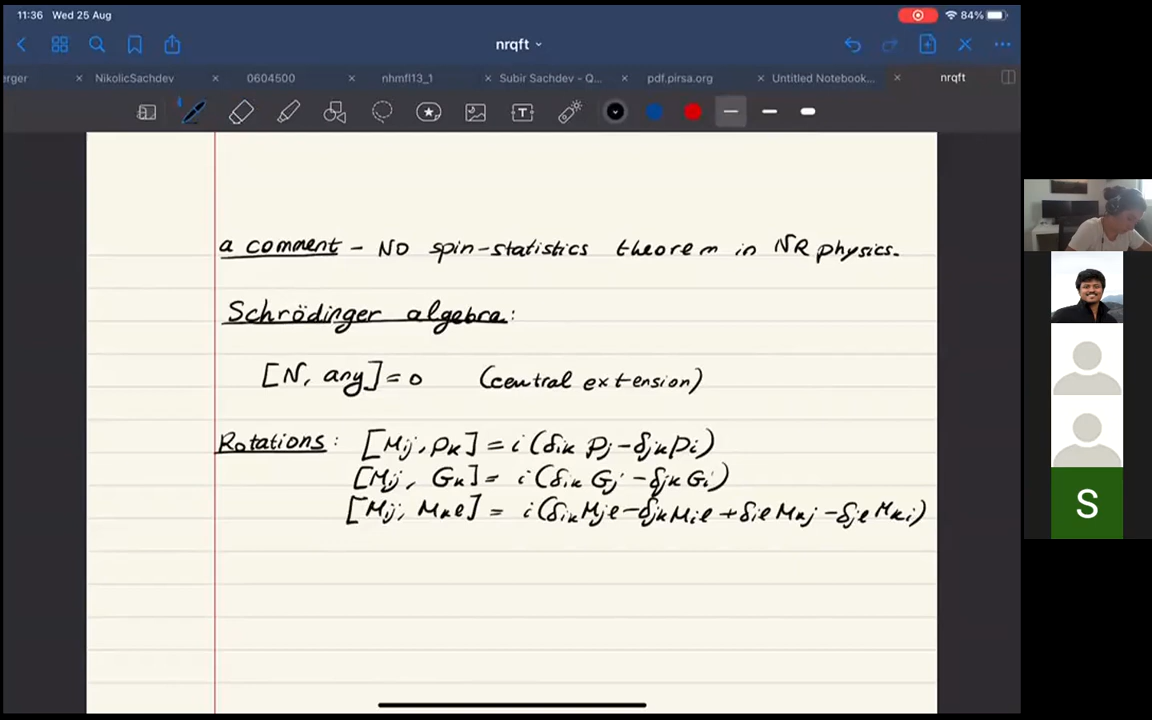 11:36 Wed 25 Aug
84%
nrqft
erger
NikolicSachdev
0604500
nhmfl13_1
Subir Sachdev - Q...
pdf.pirsa.org
Untitled Notebook...
nrqft
a comment - NO spin-statistics theorem in NR physics.
Schrödinger algebra:
[N, any] = 0 (central extension)
Rotations: [Mij, Pk] = i(δik Pj - δjk Pi)
[Mij, Gk] = i(δik Gj - δjk Gi)
[Mij, Mkl] = i(δik Mjl - δjk Mil + δil Mkj - δjl Mki)
S